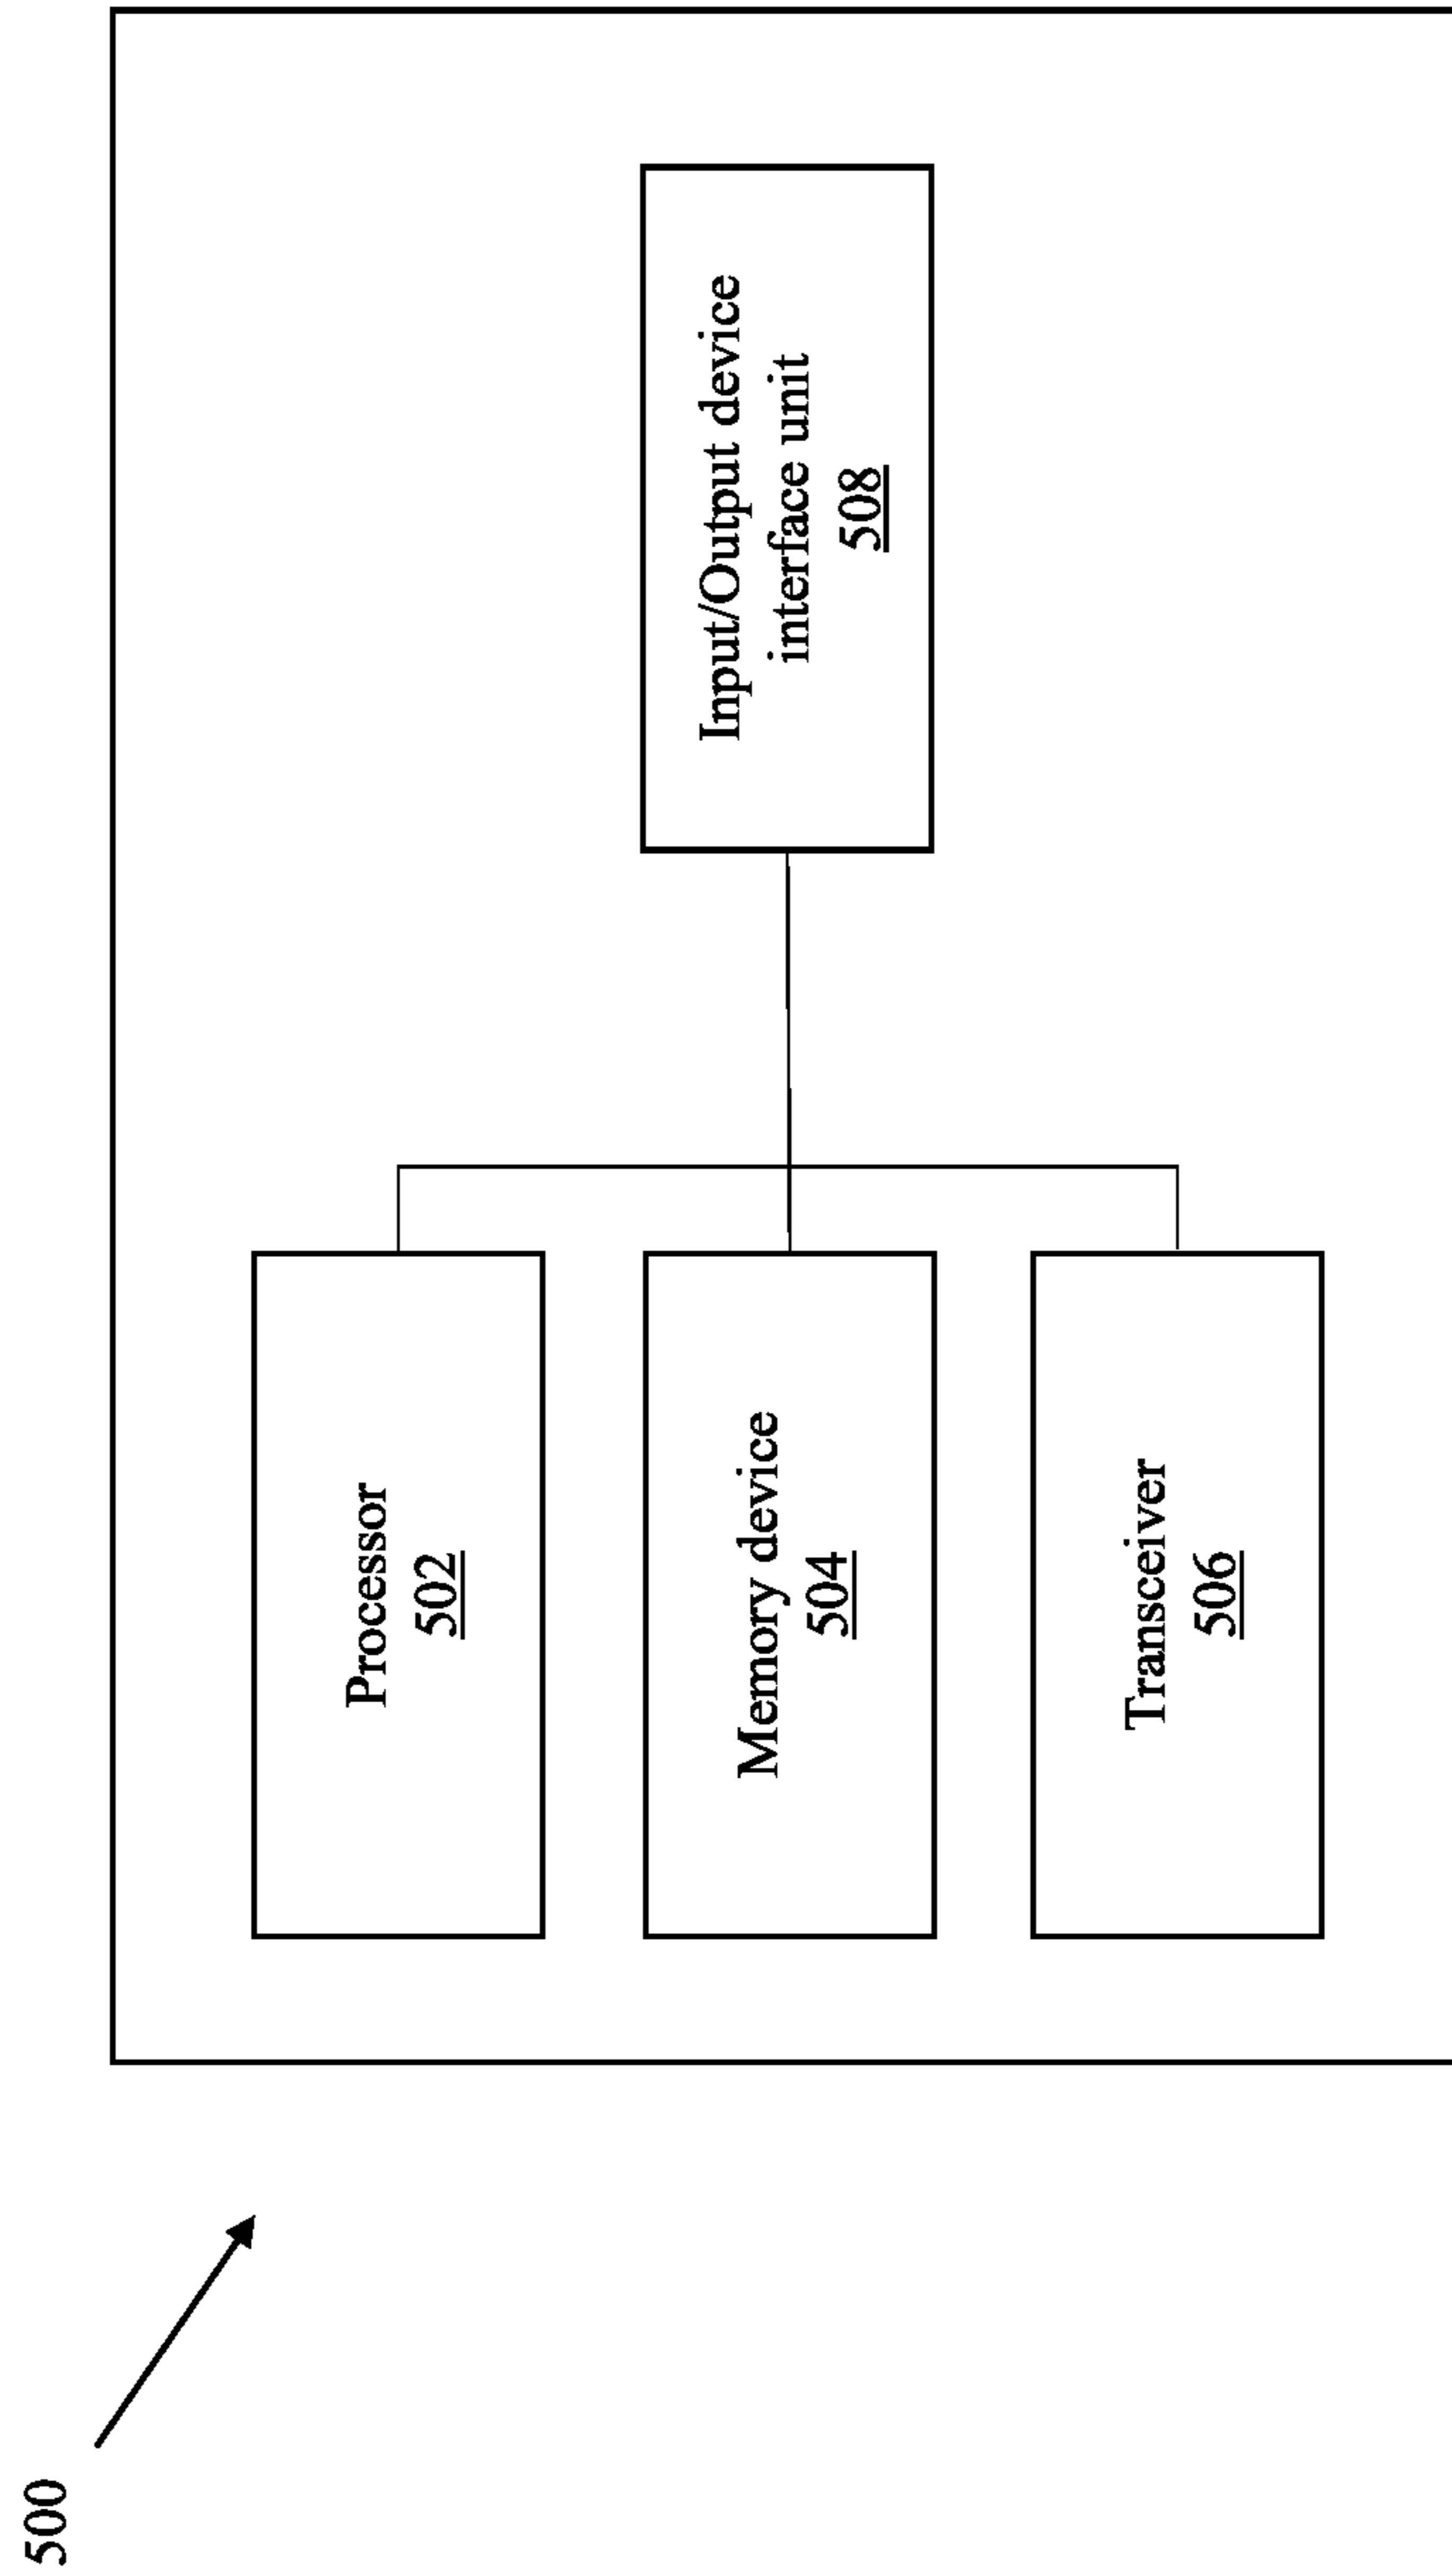 500
Processor
502
Memory device
504
Transceiver
506
Input/Output device
interface unit
508